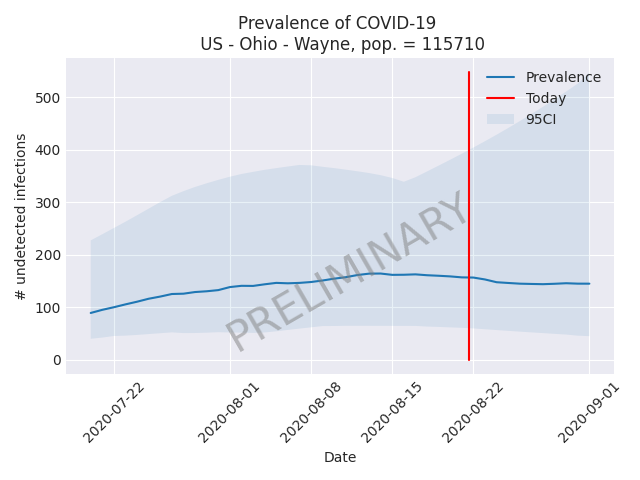 Prevalence of COVID-19
US - Ohio - Wayne, pop. = 115710
# undetected infections
500
400
300
200
100
0
Prevalence
Today
95CI
PRELIMINARY
2020-07-22
2020-08-01
2020-08-08
2020-08-15
2020-08-22
2020-09-01
Date